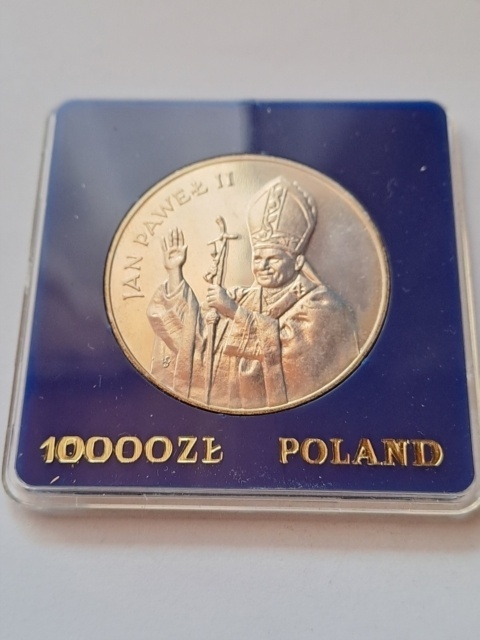 JAN PAWEŁ II
10000ZŁ POLAND